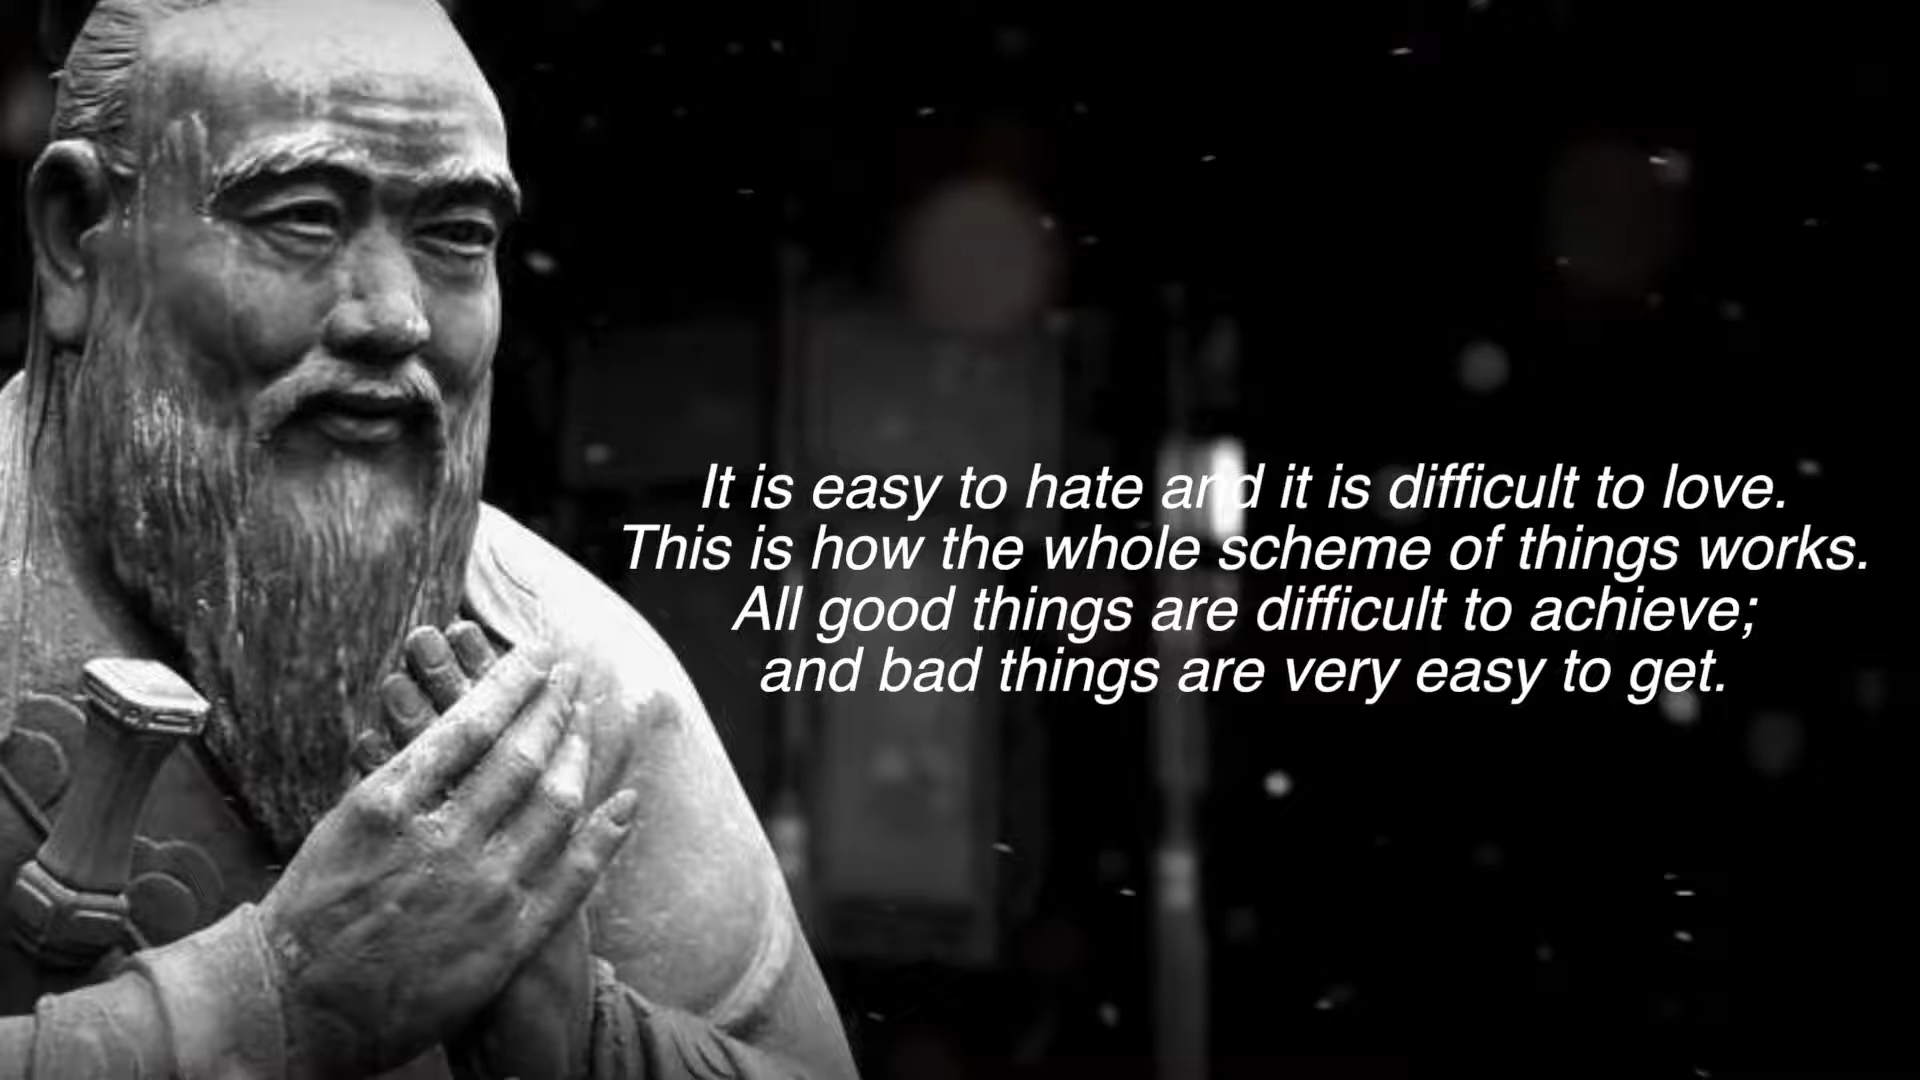 It is easy to hate and it is difficult to love.
This is how the whole scheme of things works.
All good things are difficult to achieve;
and bad things are very easy to get.